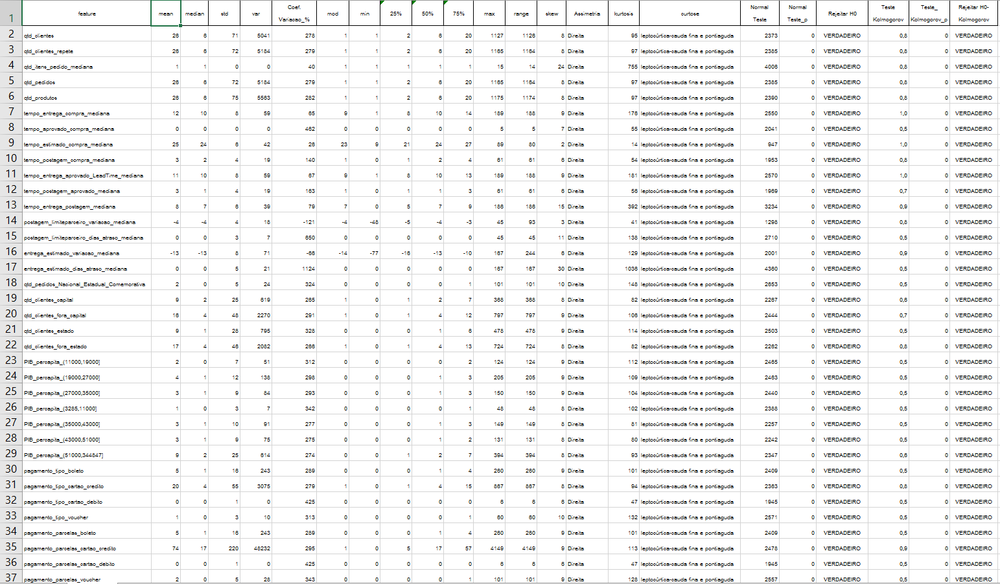 1 feature mean median std var Coef. Variacao_% mod min 25% 50% 75% max range skew Assimetria kurtosis curtose Normal Teste Normal Teste_p Rejeitar H0 Teste Kolmogorov Teste_ Kolmogorov_p Rejeitar H0- Kolmogorov
2 qtd_clientes 26 6 71 5041 278 1 1 2 6 20 1127 1126 8 Direita 95 leptocúrtica-cauda fina e pontiaguda 2373 0 VERDADEIRO 0,8 0 VERDADEIRO
3 qtd_clientes_repete 26 6 72 5184 279 1 1 2 6 20 1165 1164 8 Direita 97 leptocúrtica-cauda fina e pontiaguda 2385 0 VERDADEIRO 0,8 0 VERDADEIRO
4 qtd_itens_pedido_mediana 1 1 0 0 40 1 1 1 1 1 15 14 24 Direita 755 leptocúrtica-cauda fina e pontiaguda 4006 0 VERDADEIRO 0,8 0 VERDADEIRO
5 qtd_pedidos 26 6 72 5184 279 1 1 2 6 20 1165 1164 8 Direita 97 leptocúrtica-cauda fina e pontiaguda 2385 0 VERDADEIRO 0,8 0 VERDADEIRO
6 qtd_produtos 26 6 75 5563 282 1 1 2 6 20 1175 1174 8 Direita 97 leptocúrtica-cauda fina e pontiaguda 2390 0 VERDADEIRO 0,8 0 VERDADEIRO
7 tempo_entrega_compra_mediana 12 10 8 59 65 9 1 8 10 14 189 188 9 Direita 176 leptocúrtica-cauda fina e pontiaguda 2550 0 VERDADEIRO 1,0 0 VERDADEIRO
8 tempo_aprovado_compra_mediana 0 0 0 0 462 0 0 0 0 0 5 5 7 Direita 55 leptocúrtica-cauda fina e pontiaguda 2041 0 VERDADEIRO 0,5 0 VERDADEIRO
9 tempo_estimado_compra_mediana 25 24 6 42 26 23 9 21 24 27 89 80 2 Direita 14 leptocúrtica-cauda fina e pontiaguda 947 0 VERDADEIRO 1,0 0 VERDADEIRO
10 tempo_postagem_compra_mediana 3 2 4 19 140 1 0 1 2 4 61 61 6 Direita 54 leptocúrtica-cauda fina e pontiaguda 1953 0 VERDADEIRO 0,8 0 VERDADEIRO
11 tempo_entrega_aprovado_LeadTime_mediana 11 10 8 59 67 9 1 8 10 13 189 188 9 Direita 181 leptocúrtica-cauda fina e pontiaguda 2570 0 VERDADEIRO 1,0 0 VERDADEIRO
12 tempo_postagem_aprovado_mediana 3 1 4 19 163 1 0 1 1 3 61 61 6 Direita 56 leptocúrtica-cauda fina e pontiaguda 1969 0 VERDADEIRO 0,7 0 VERDADEIRO
13 tempo_entrega_postagem_mediana 8 7 6 39 79 7 0 5 7 9 186 186 15 Direita 392 leptocúrtica-cauda fina e pontiaguda 3234 0 VERDADEIRO 0,9 0 VERDADEIRO
14 postagem_limiteparceiro_variacao_mediana -4 -4 4 18 -121 -4 -48 -5 -4 -3 45 93 3 Direita 41 leptocúrtica-cauda fina e pontiaguda 1298 0 VERDADEIRO 0,8 0 VERDADEIRO
15 postagem_limiteparceiro_dias_atraso_mediana 0 0 3 7 650 0 0 0 0 0 45 45 11 Direita 138 leptocúrtica-cauda fina e pontiaguda 2710 0 VERDADEIRO 0,5 0 VERDADEIRO
16 entrega_estimado_variacao_mediana -13 -13 8 71 -66 -14 -77 -16 -13 -10 167 244 6 Direita 129 leptocúrtica-cauda fina e pontiaguda 2001 0 VERDADEIRO 0,9 0 VERDADEIRO
17 entrega_estimado_dias_atraso_mediana 0 0 5 21 1124 0 0 0 0 0 167 167 30 Direita 1036 leptocúrtica-cauda fina e pontiaguda 4360 0 VERDADEIRO 0,5 0 VERDADEIRO
18 qtd_pedidos_Nacional_Estadual_Comemorativa 2 0 5 24 324 0 0 0 0 1 101 101 10 Direita 148 leptocúrtica-cauda fina e pontiaguda 2653 0 VERDADEIRO 0,5 0 VERDADEIRO
19 qtd_clientes_capital 9 2 25 619 265 1 0 1 2 7 368 368 8 Direita 82 leptocúrtica-cauda fina e pontiaguda 2267 0 VERDADEIRO 0,6 0 VERDADEIRO
20 qtd_clientes_fora_capital 16 4 48 2270 291 1 0 1 4 12 797 797 9 Direita 106 leptocúrtica-cauda fina e pontiaguda 2444 0 VERDADEIRO 0,7 0 VERDADEIRO
21 qtd_clientes_estado 9 1 28 795 328 0 0 0 1 6 478 478 9 Direita 114 leptocúrtica-cauda fina e pontiaguda 2503 0 VERDADEIRO 0,5 0 VERDADEIRO
22 qtd_clientes_fora_estado 17 4 46 2082 266 1 0 1 4 13 724 724 8 Direita 82 leptocúrtica-cauda fina e pontiaguda 2262 0 VERDADEIRO 0,8 0 VERDADEIRO
23 PIB_percapita_(11000,19000] 2 0 7 51 312 0 0 0 0 2 124 124 9 Direita 112 leptocúrtica-cauda fina e pontiaguda 2465 0 VERDADEIRO 0,5 0 VERDADEIRO
24 PIB_percapita_(19000,27000] 4 1 12 138 298 0 0 0 1 3 205 205 9 Direita 109 leptocúrtica-cauda fina e pontiaguda 2463 0 VERDADEIRO 0,5 0 VERDADEIRO
25 PIB_percapita_(27000,35000] 3 1 9 84 293 0 0 0 1 3 150 150 9 Direita 104 leptocúrtica-cauda fina e pontiaguda 2440 0 VERDADEIRO 0,5 0 VERDADEIRO
26 PIB_percapita_(3285,11000] 1 0 3 7 342 0 0 0 0 1 48 48 8 Direita 102 leptocúrtica-cauda fina e pontiaguda 2388 0 VERDADEIRO 0,5 0 VERDADEIRO
27 PIB_percapita_(35000,43000] 3 1 10 91 277 0 0 0 1 3 149 149 8 Direita 81 leptocúrtica-cauda fina e pontiaguda 2257 0 VERDADEIRO 0,5 0 VERDADEIRO
28 PIB_percapita_(43000,51000] 3 1 9 75 275 0 0 0 1 2 131 131 8 Direita 80 leptocúrtica-cauda fina e pontiaguda 2242 0 VERDADEIRO 0,5 0 VERDADEIRO
29 PIB_percapita_(51000,344847] 9 2 25 614 274 0 0 1 2 7 394 394 8 Direita 93 leptocúrtica-cauda fina e pontiaguda 2347 0 VERDADEIRO 0,6 0 VERDADEIRO
30 pagamento_tipo_boleto 5 1 16 243 289 0 0 0 1 4 260 260 9 Direita 101 leptocúrtica-cauda fina e pontiaguda 2409 0 VERDADEIRO 0,5 0 VERDADEIRO
31 pagamento_tipo_cartao_credito 20 4 55 3075 279 1 0 1 4 15 867 867 8 Direita 94 leptocúrtica-cauda fina e pontiaguda 2363 0 VERDADEIRO 0,8 0 VERDADEIRO
32 pagamento_tipo_cartao_debito 0 0 1 0 425 0 0 0 0 0 6 6 6 Direita 47 leptocúrtica-cauda fina e pontiaguda 1945 0 VERDADEIRO 0,5 0 VERDADEIRO
33 pagamento_tipo_voucher 1 0 3 10 313 0 0 0 0 1 60 60 10 Direita 132 leptocúrtica-cauda fina e pontiaguda 2571 0 VERDADEIRO 0,5 0 VERDADEIRO
34 pagamento_parcelas_boleto 5 1 16 243 289 0 0 0 1 4 260 260 9 Direita 101 leptocúrtica-cauda fina e pontiaguda 2409 0 VERDADEIRO 0,5 0 VERDADEIRO
35 pagamento_parcelas_cartao_credito 74 17 220 48232 295 1 0 5 17 57 4149 4149 9 Direita 113 leptocúrtica-cauda fina e pontiaguda 2478 0 VERDADEIRO 0,9 0 VERDADEIRO
36 pagamento_parcelas_cartao_debito 0 0 1 0 425 0 0 0 0 0 6 6 6 Direita 47 leptocúrtica-cauda fina e pontiaguda 1945 0 VERDADEIRO 0,5 0 VERDADEIRO
37 pagamento_parcelas_voucher 2 0 5 28 343 0 0 0 0 1 101 101 9 Direita 128 leptocúrtica-cauda fina e pontiaguda 2557 0 VERDADEIRO 0,5 0 VERDADEIRO